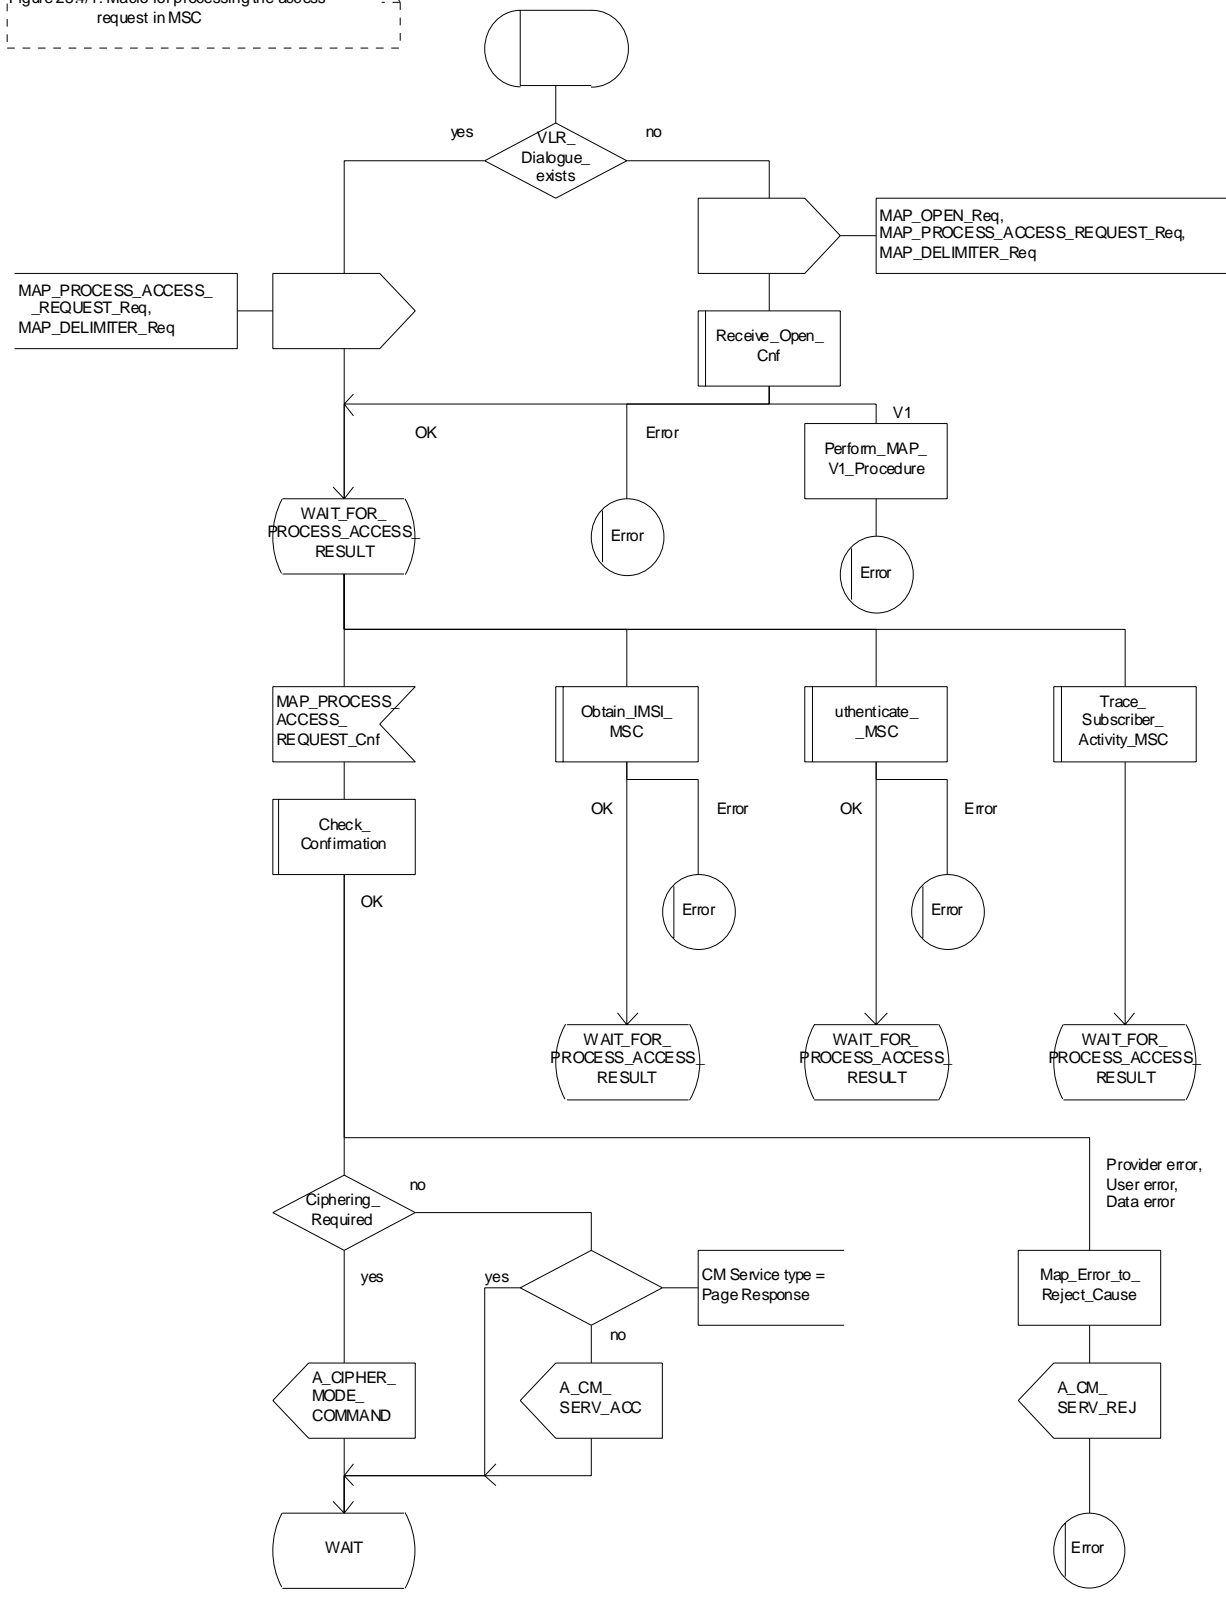 request in MSC
yes
no
VLR_
Dialogue_
exists
MAP_OPEN_Req,
MAP_PROCESS_ACCESS_REQUEST_Req,
MAP_DELIMITER_Req
MAP_PROCESS_ACCESS_
_REQUEST_Req,
MAP_DELIMITER_Req
Receive_Open_
Cnf
OK
Error
V1
Perform_MAP_
V1_Procedure
WAIT_FOR_
PROCESS_ACCESS_
RESULT
Error
Error
MAP_PROCESS_
ACCESS_
REQUEST_Cnf
Obtain_IMSI_
MSC
uthenticate_
_MSC
Trace_
Subscriber_
Activity_MSC
Check_
Confirmation
OK
Error
OK
Error
OK
Error
Error
WAIT_FOR_
PROCESS_ACCESS_
RESULT
WAIT_FOR_
PROCESS_ACCESS_
RESULT
WAIT_FOR_
PROCESS_ACCESS_
RESULT
Provider error,
User error,
Data error
Ciphering_
Required
no
yes
yes
CM Service type =
Page Response
no
Map_Error_to_
Reject_Cause
A_CIPHER_
MODE_
COMMAND
A_CM_
SERV_ACC
A_CM_
SERV_REJ
WAIT
Error